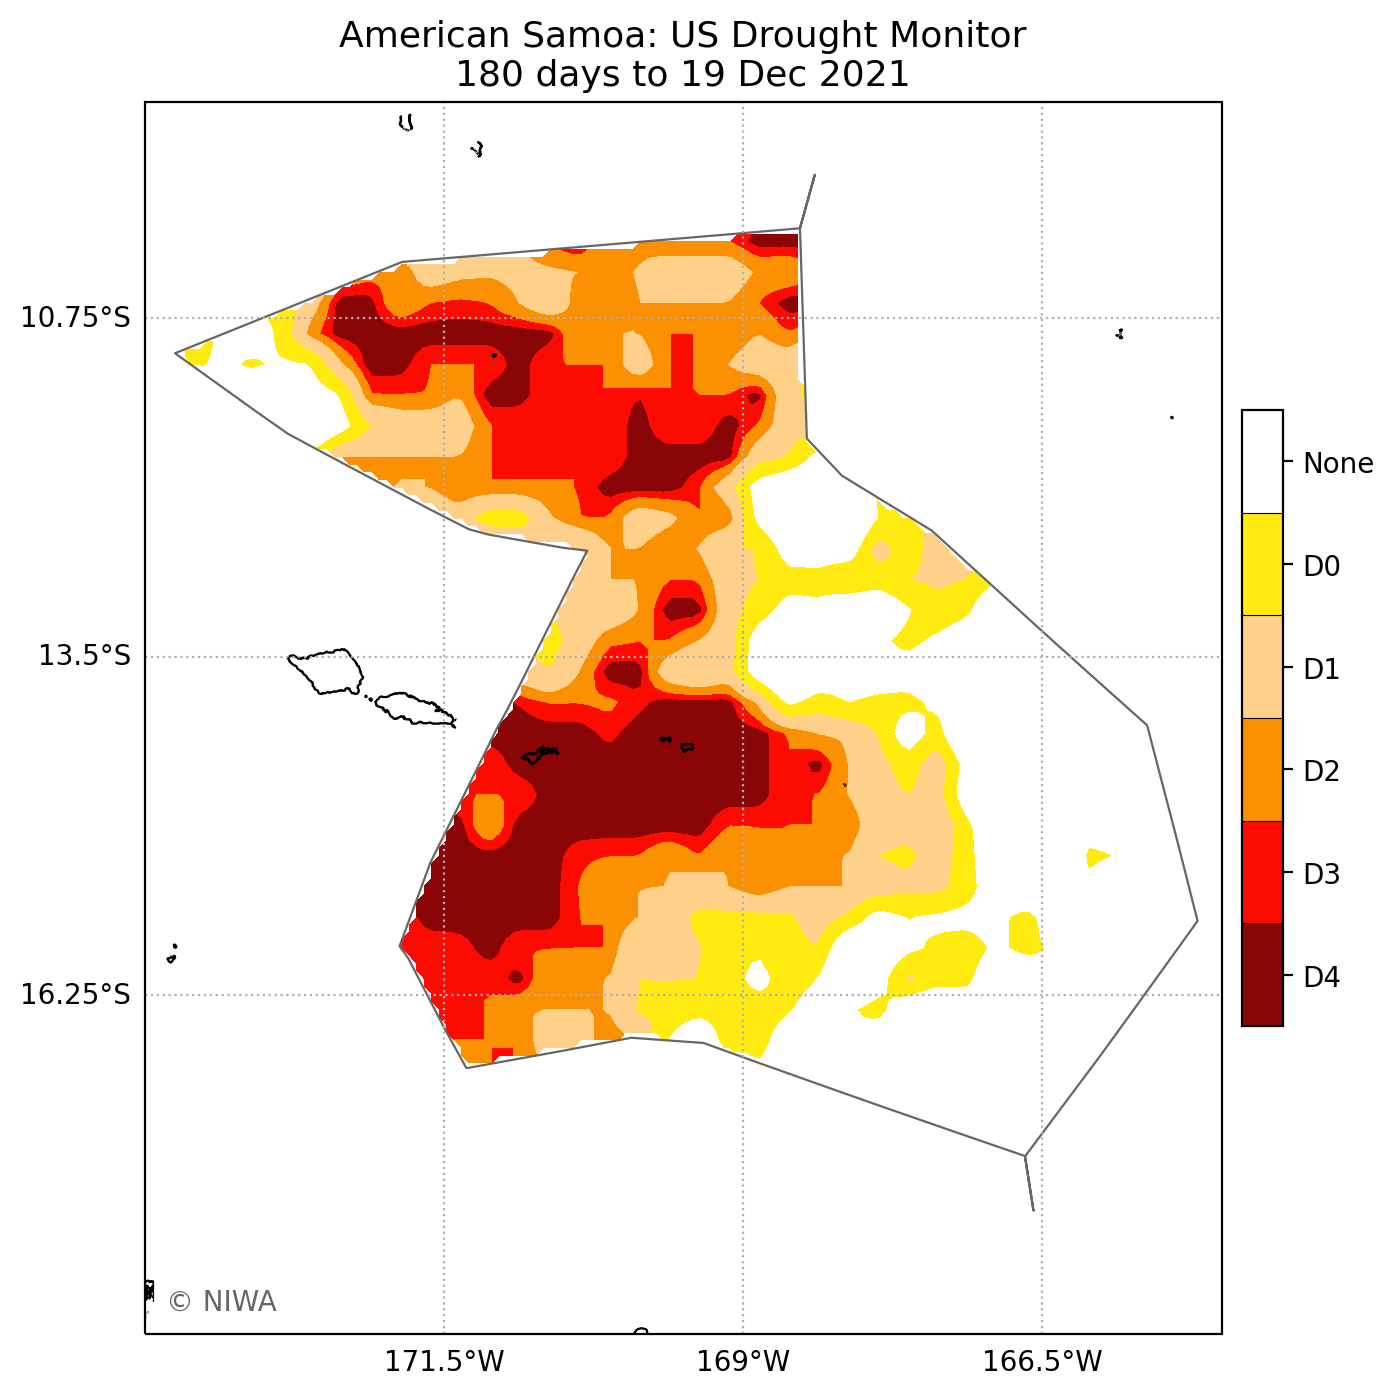 American Samoa: US Drought Monitor
180 days to 19 Dec 2021
10.75°S
13.5°S
16.25°S
171.5°W
169°W
166.5°W
None
D0
D1
D2
D3
D4
© NIWA